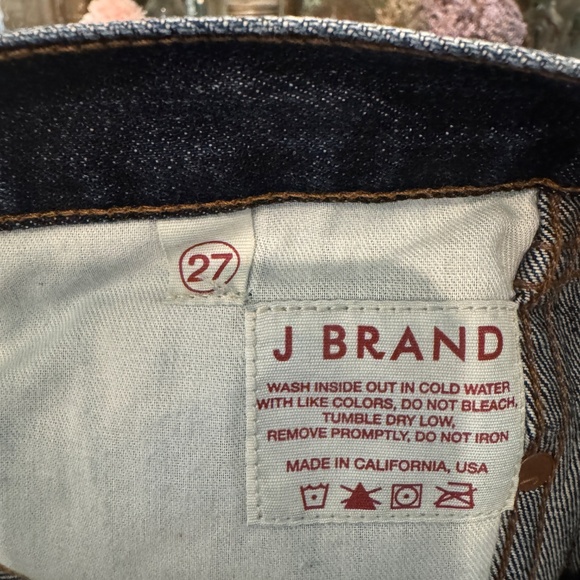 27
J BRAND
WASH INSIDE OUT IN COLD WATER
WITH LIKE COLORS, DO NOT BLEACH,
TUMBLE DRY LOW,
REMOVE PROMPTLY, DO NOT IRON
MADE IN CALIFORNIA, USA